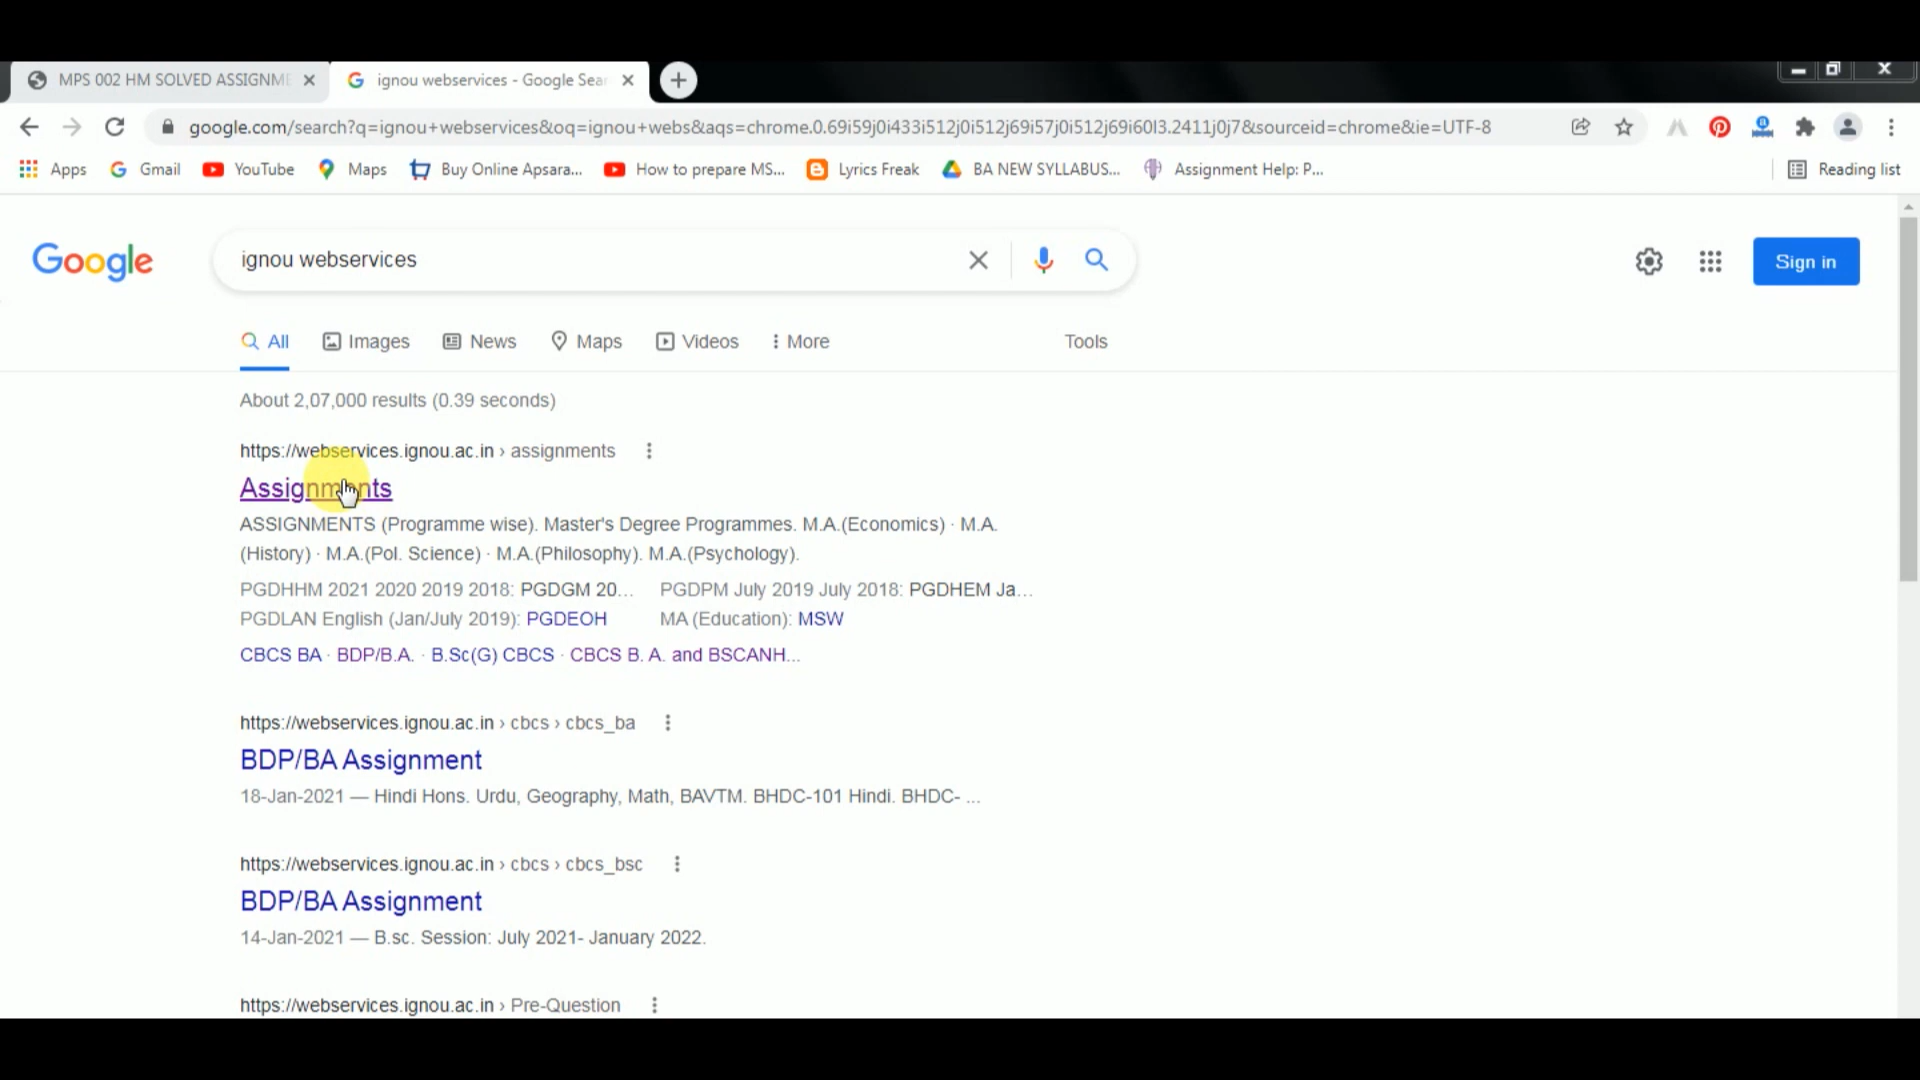 MPS 002 HM SOLVED ASSIGNME
ignou webservices - Google Sear
google.com/search?q=ignou+webservices&oq=ignou+webs&aqs=chrome.0.69i59j0i433i512j0i512j69i57j0i512j69i60l3.2411j0j7&sourceid=chrome&ie=UTF-8
Apps Gmail YouTube Maps Buy Online Apsara... How to prepare MS... Lyrics Freak BA NEW SYLLABUS... Assignment Help: P... Reading list
Google
ignou webservices
Sign in
All Images News Maps Videos More Tools
About 2,07,000 results (0.39 seconds)
https://webservices.ignou.ac.in › assignments
Assignments
ASSIGNMENTS (Programme wise). Master's Degree Programmes. M.A.(Economics) · M.A.
(History) · M.A.(Pol. Science) · M.A.(Philosophy). M.A.(Psychology).
PGDHHM 2021 2020 2019 2018: PGDGM 20... PGDPM July 2019 July 2018: PGDHEM Ja...
PGDLAN English (Jan/July 2019): PGDEOH MA (Education): MSW
CBCS BA · BDP/B.A. · B.Sc(G) CBCS · CBCS B. A. and BSCANH...
https://webservices.ignou.ac.in › cbcs › cbcs_ba
BDP/BA Assignment
18-Jan-2021 — Hindi Hons. Urdu, Geography, Math, BAVTM. BHDC-101 Hindi. BHDC- ...
https://webservices.ignou.ac.in › cbcs › cbcs_bsc
BDP/BA Assignment
14-Jan-2021 — B.sc. Session: July 2021- January 2022.
https://webservices.ignou.ac.in › Pre-Question